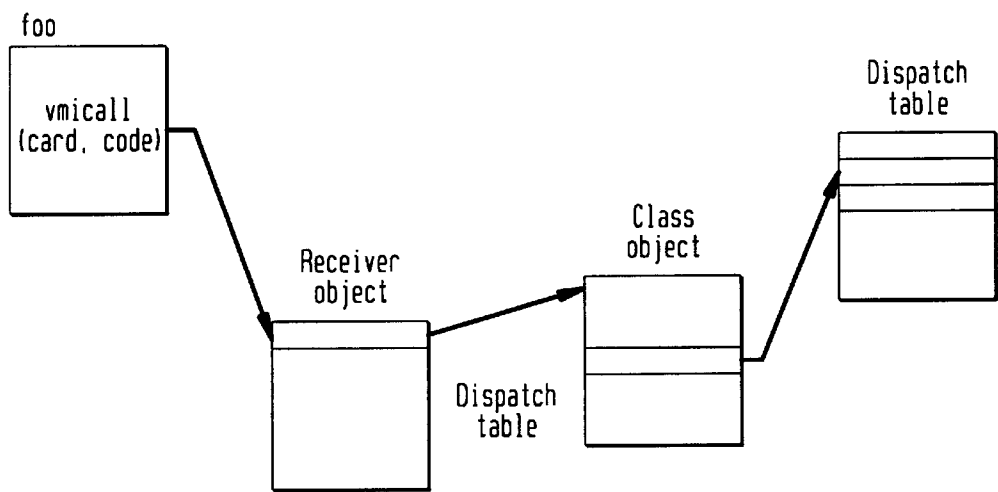 foo
vmicall
(card, code)
Receiver
object
Dispatch
table
Class
object
Dispatch
table